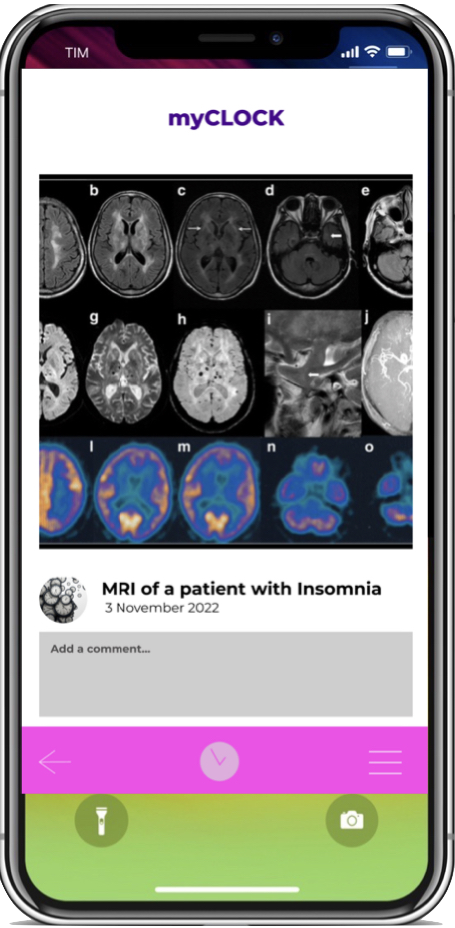 TIM
myCLOCK
b c d e
g h i j
l m n o
MRI of a patient with Insomnia
3 November 2022
Add a comment...